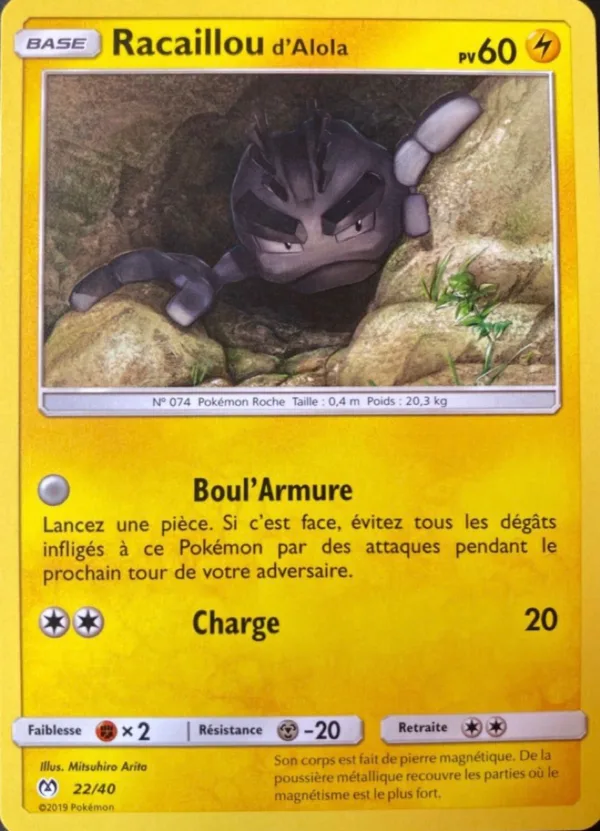 BASE Racaillou d'Alola PV60
Nº 074 Pokémon Roche Taille : 0,4 m Poids : 20,3 kg
Boul'Armure
Lancez une pièce. Si c'est face, évitez tous les dégâts
infligés à ce Pokémon par des attaques pendant le
prochain tour de votre adversaire.
Charge 20
Faiblesse ×2 Résistance -20 Retraite
Illus. Mitsuhiro Arita
22/40
©2019 Pokémon
Son corps est fait de pierre magnétique. De la
poussière métallique recouvre les parties où le
magnétisme est le plus fort.